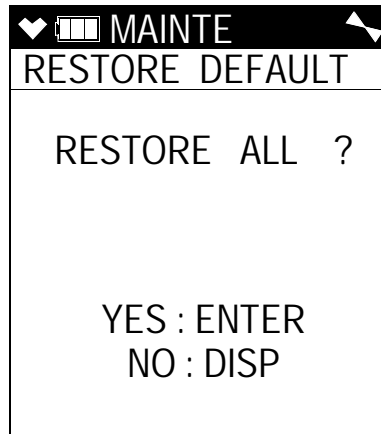 MAINTE
RESTORE DEFAULT
RESTORE ALL ?
YES : ENTER
NO : DISP